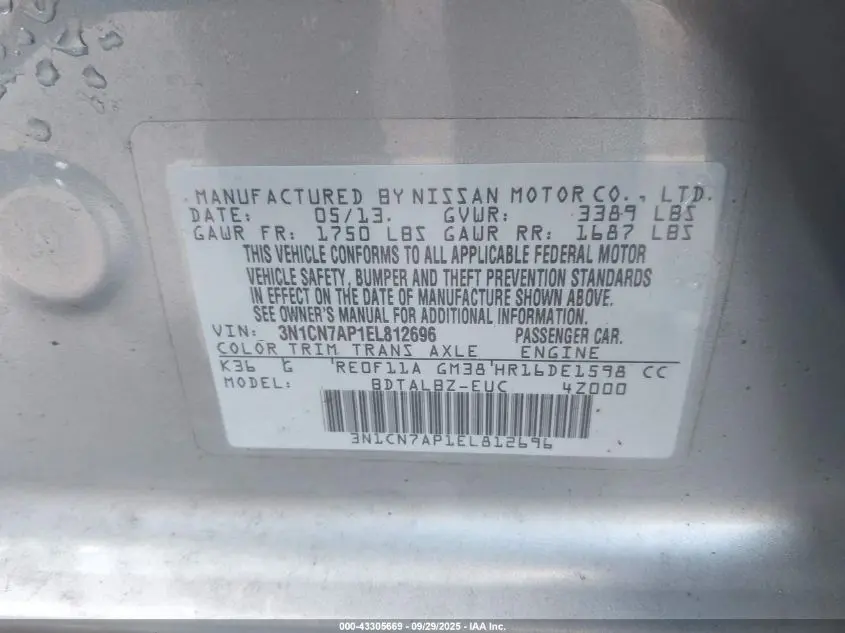 MANUFACTURED BY NISSAN MOTOR CO., LTD.
DATE: 05/13. GVWR: 3389 LBS
GAWR FR: 1750 LBS GAWR RR: 1687 LBS
THIS VEHICLE CONFORMS TO ALL APPLICABLE FEDERAL MOTOR
VEHICLE SAFETY, BUMPER AND THEFT PREVENTION STANDARDS
IN EFFECT ON THE DATE OF MANUFACTURE SHOWN ABOVE.
SEE OWNER'S MANUAL FOR ADDITIONAL INFORMATION.
VIN: 3N1CN7AP1EL812696 PASSENGER CAR.
COLOR TRIM TRANS AXLE ENGINE
K36 G 'RE0F11A GM38'HR16DE1598 CC
MODEL: BDTALBZ-EUC 4Z000
3N1CN7AP1EL812696
000-43305669 - 09/29/2025 - IAA Inc.